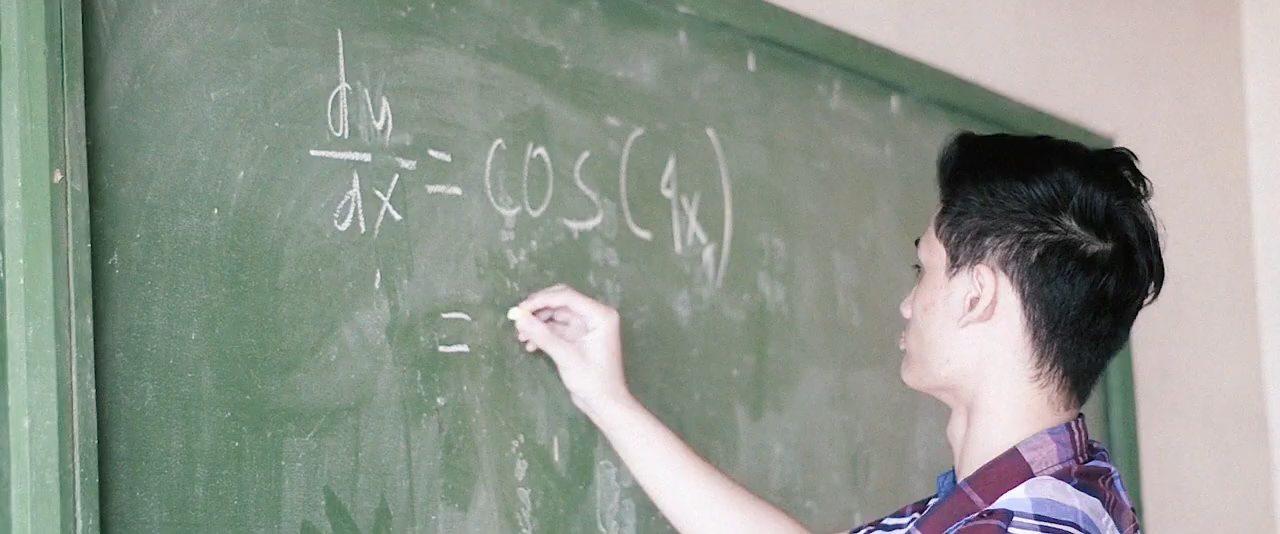 dy/dx = cos(4x)
=